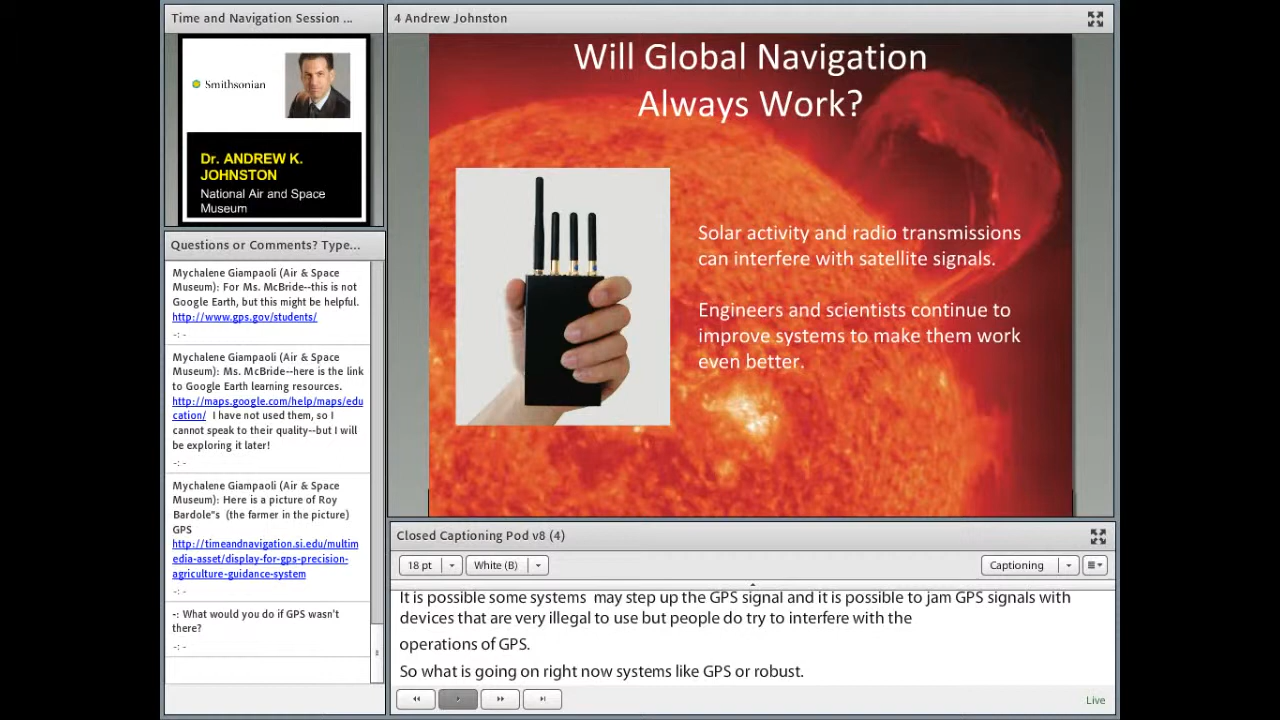 Time and Navigation Session ...
Smithsonian
Dr. ANDREW K.
JOHNSTON
National Air and Space
Museum
Questions or Comments? Type...
Mychalene Giampaoli (Air & Space
Museum): For Ms. McBride--this is not
Google Earth, but this might be helpful.
http://www.gps.gov/students/
-: -
Mychalene Giampaoli (Air & Space
Museum): Ms. McBride--here is the link
to Google Earth learning resources.
http://maps.google.com/help/maps/edu
cation/ I have not used them, so I
cannot speak to their quality--but I will
be exploring it later!
-: -
Mychalene Giampaoli (Air & Space
Museum): Here is a picture of Roy
Bardole"s (the farmer in the picture)
GPS
http://timeandnavigation.si.edu/multim
edia-asset/display-for-gps-precision-
agriculture-guidance-system
-: -
-: What would you do if GPS wasn't
there?
-: -
4 Andrew Johnston
Will Global Navigation
Always Work?
Solar activity and radio transmissions
can interfere with satellite signals.
Engineers and scientists continue to
improve systems to make them work
even better.
Closed Captioning Pod v8 (4)
18 pt
White (B)
Captioning
It is possible some systems may step up the GPS signal and it is possible to jam GPS signals with
devices that are very illegal to use but people do try to interfere with the
operations of GPS.
So what is going on right now systems like GPS or robust.
Live